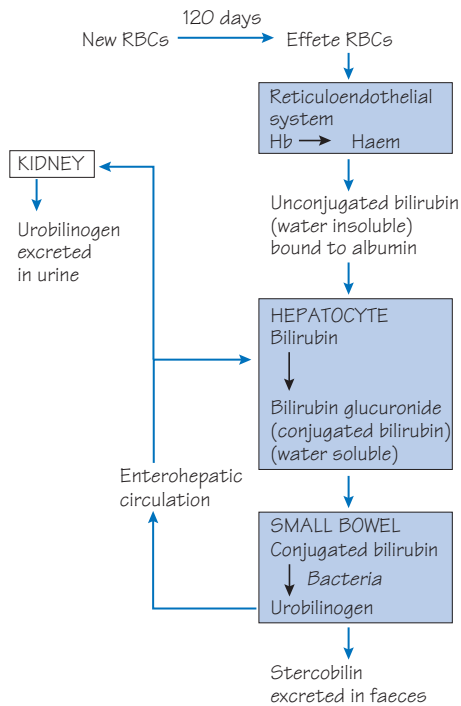 120 days
New RBCs
Effete RBCs
Reticuloendothelial
system
Hb
Haem
KIDNEY
Urobilinogen
excreted
in urine
Unconjugated bilirubin
(water insoluble)
bound to albumin
HEPATOCYTE
Bilirubin
Bilirubin glucuronide
(conjugated bilirubin)
(water soluble)
Enterohepatic
circulation
SMALL BOWEL
Conjugated bilirubin
Bacteria
Urobilinogen
Stercobilin
excreted in faeces